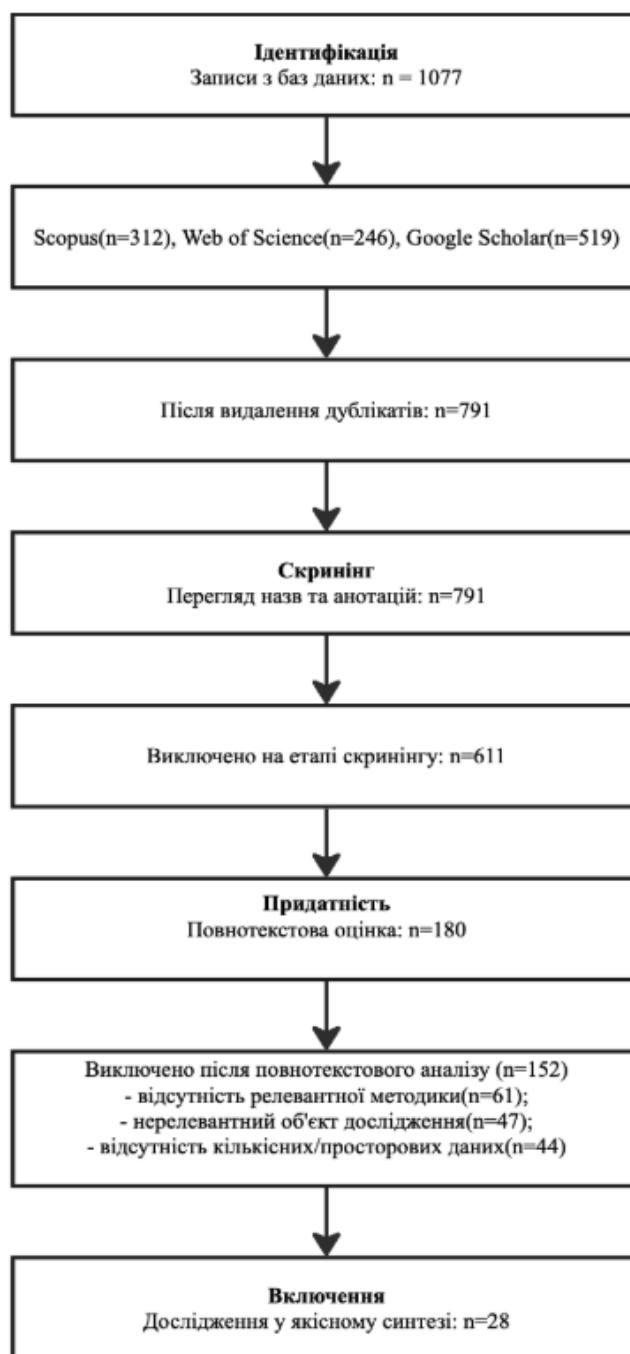 Ідентифікація
Записи з баз даних: n = 1077
Scopus(n=312), Web of Science(n=246), Google Scholar(n=519)
Після видалення дублікатів: n=791
Скринінг
Перегляд назв та анотацій: n=791
Виключено на етапі скринінгу: n=611
Придатність
Повнотекстова оцінка: n=180
Виключено після повнотекстового аналізу (n=152)
- відсутність релевантної методики(n=61);
- нерелевантний об'єкт дослідження(n=47);
- відсутність кількісних/просторових даних(n=44)
Включення
Дослідження у якісному синтезі: n=28